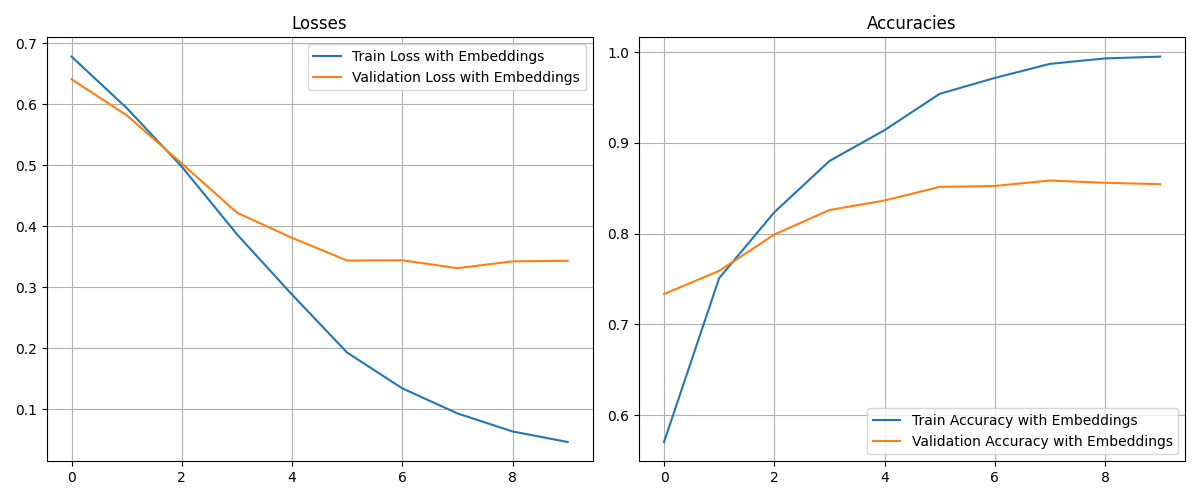 Losses
0.7
0.6
0.5
0.4
0.3
0.2
0.1
0 2 4 6 8
Train Loss with Embeddings
Validation Loss with Embeddings
Accuracies
1.0
0.9
0.8
0.7
0.6
0 2 4 6 8
Train Accuracy with Embeddings
Validation Accuracy with Embeddings